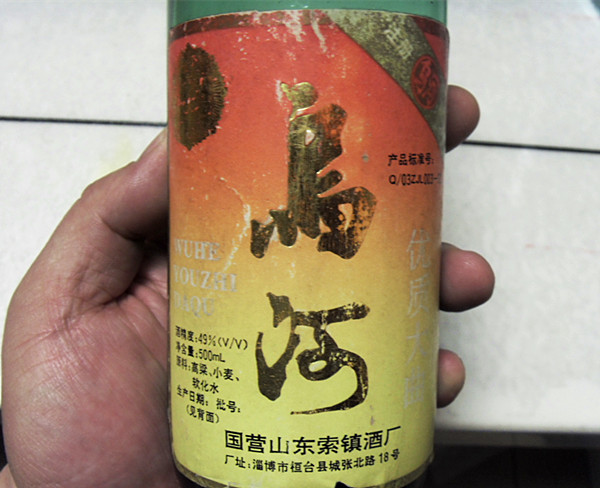 烏
河
产品标准号:
Q/03ZJL003-
WUHE
YOUZHI
DAQU
优质大曲
酒精度:49%(V/V)
净含量:500mL
原料:高粱、小麦、
软化水
生产日期: 批号:
(见背面)
国营山东索镇酒厂
厂址:淄博市桓台县城张北路18号